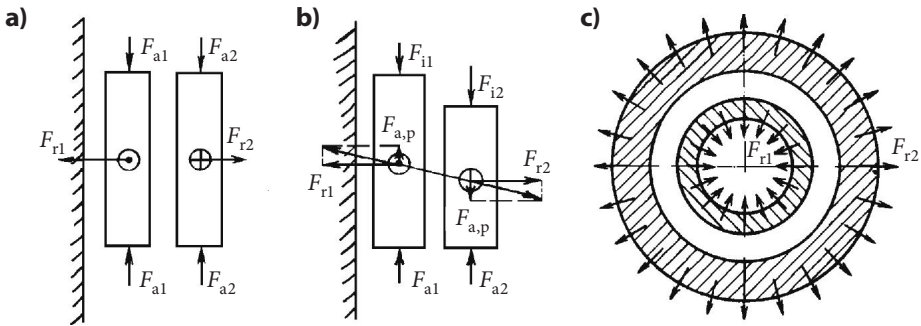 a)
F_a1 F_a2
F_r1 F_r2
F_a1 F_a2
b)
F_i1
F_i2
F_a,p
F_r1 F_r2
F_a,p
F_a1 F_a2
c)
F_r1 F_r2